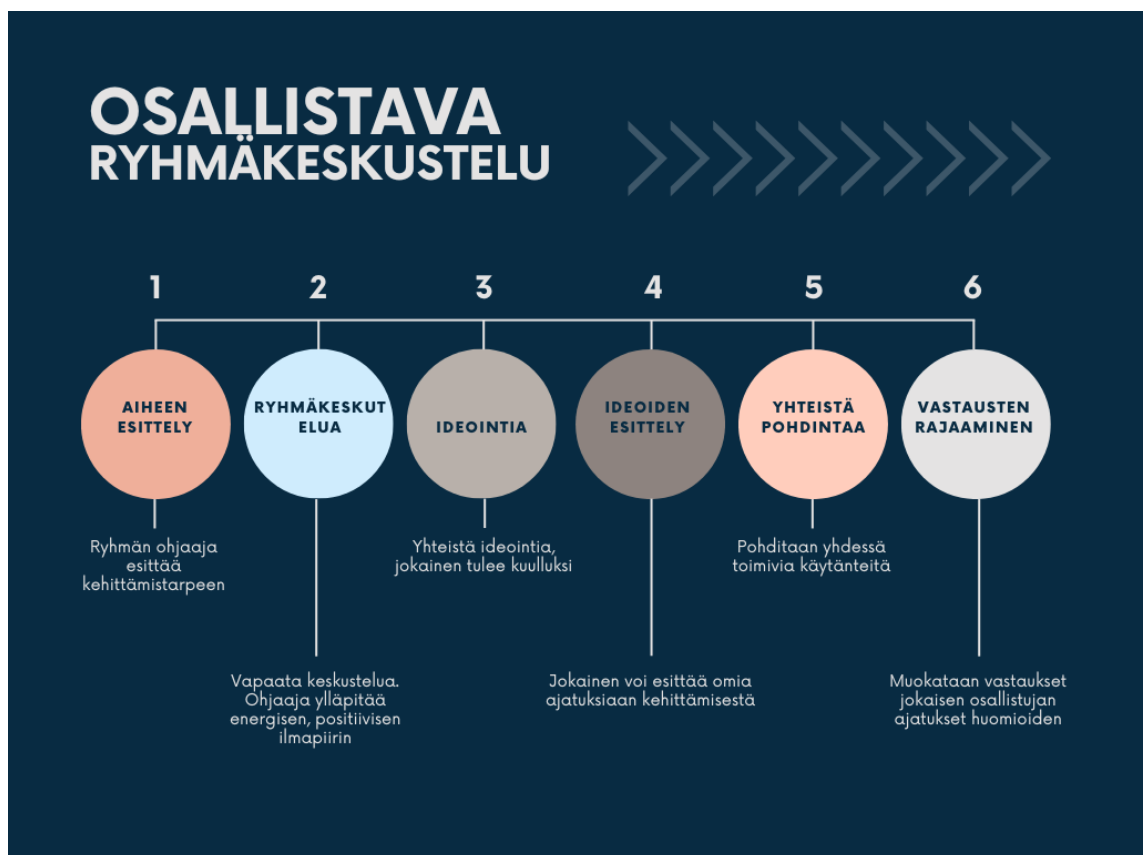 OSALLISTAVA
RYHMÄKESKUSTELU
1
2
3
4
5
6
AIHEEN
ESITTELY
RYHMÄKESKUT
ELUA
IDEOINTIA
IDEOIDEN
ESITTELY
YHTEISTÄ
POHDINTAA
VASTAUSTEN
RAJAAMINEN
Ryhmän ohjaaja
esittää
kehittämistarpeen
Vapaata keskustelua.
Ohjaaja ylläpitää
energisen, positiivisen
ilmapiirin
Yhteistä ideointia,
jokainen tulee kuulluksi
Jokainen voi esittää omia
ajatuksiaan kehittämisestä
Pohditaan yhdessä
toimivia käytänteitä
Muokataan vastaukset
jokaisen osallistujan
ajatukset huomioiden